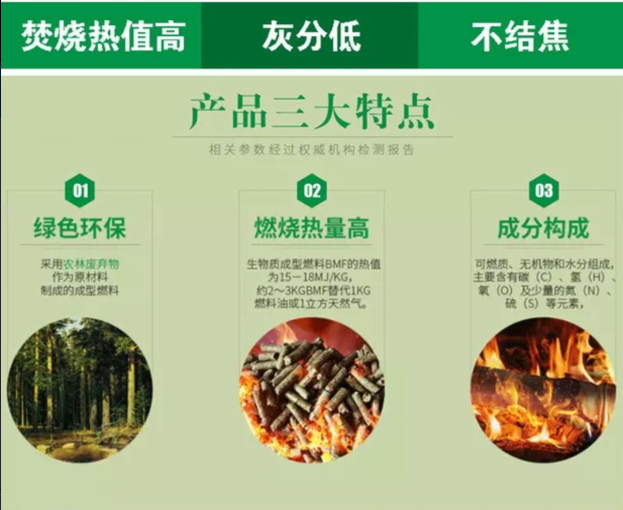 焚烧热值高
灰分低
不结焦
产品三大特点
相关参数经过权威机构检测报告
01
绿色环保
采用农林废弃物
作为原材料
制成的成型燃料
02
燃烧热量高
生物质成型燃料BMF的热值
为15－18MJ/KG,
约2～3KGBMF替代1KG
燃料油或1立方天然气。
03
成分构成
可燃质、无机物和水分组成,
主要含有碳（C）、氢（H）、
氧（O）及少量的氮（N）、
硫（S）等元素,